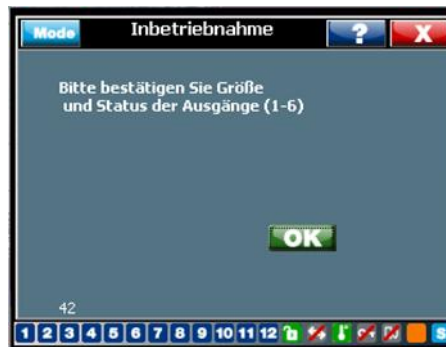 Mode Inbetriebnahme ? X
Bitte bestätigen Sie Größe
und Status der Ausgänge (1-6)
OK
42
1 2 3 4 5 6 7 8 9 10 11 12 S